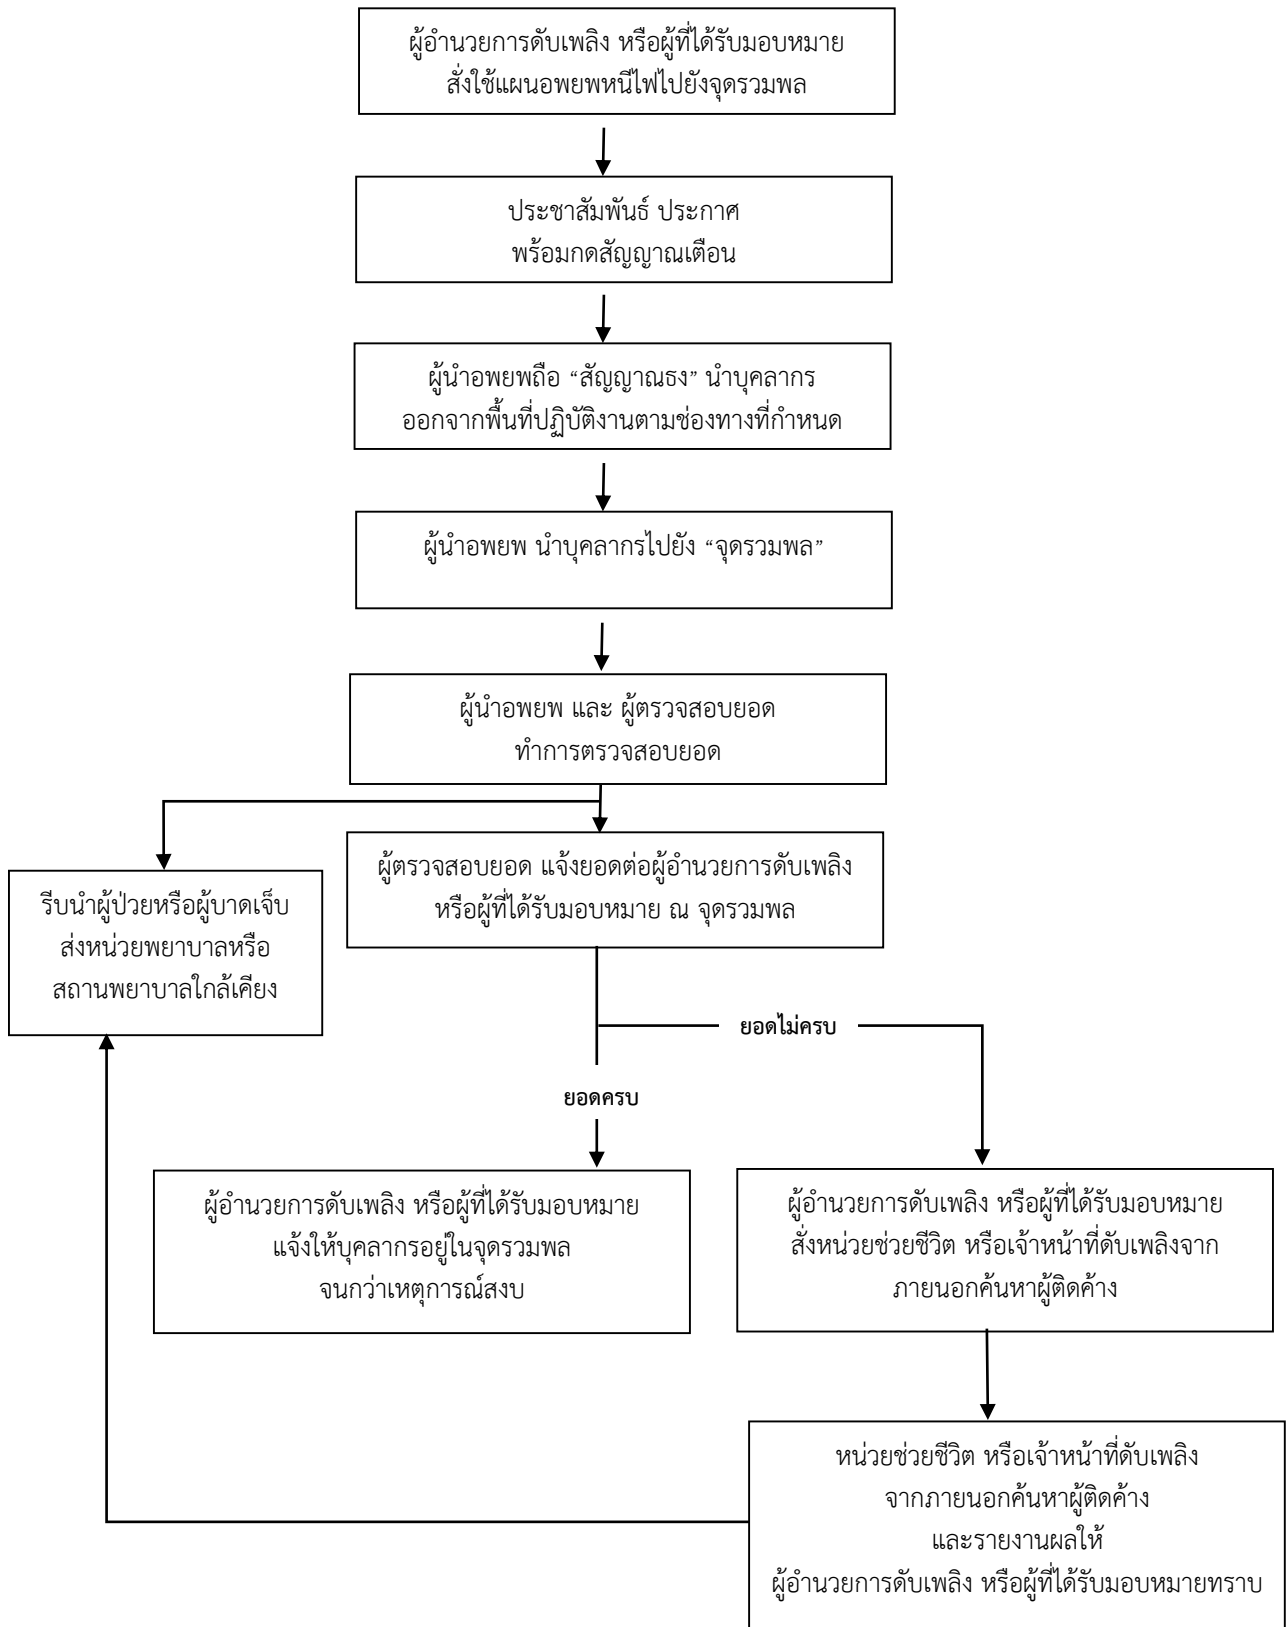 ผู้อำนวยการดับเพลิง หรือผู้ที่ได้รับมอบหมาย
สั่งใช้แผนอพยพหนีไฟไปยังจุดรวมพล
ประชาสัมพันธ์ ประกาศ
พร้อมกดสัญญาณเตือน
ผู้นำอพยพถือ “สัญญาณธง” นำบุคลากร
ออกจากพื้นที่ปฏิบัติงานตามช่องทางที่กำหนด
ผู้นำอพยพ นำบุคลากรไปยัง “จุดรวมพล”
ผู้นำอพยพ และ ผู้ตรวจสอบยอด
ทำการตรวจสอบยอด
ผู้ตรวจสอบยอด แจ้งยอดต่อผู้อำนวยการดับเพลิง
หรือผู้ที่ได้รับมอบหมาย ณ จุดรวมพล
รีบนำผู้ป่วยหรือผู้บาดเจ็บ
ส่งหน่วยพยาบาลหรือ
สถานพยาบาลใกล้เคียง
ยอดไม่ครบ
ยอดครบ
ผู้อำนวยการดับเพลิง หรือผู้ที่ได้รับมอบหมาย
แจ้งให้บุคลากรอยู่ในจุดรวมพล
จนกว่าเหตุการณ์สงบ
ผู้อำนวยการดับเพลิง หรือผู้ที่ได้รับมอบหมาย
สั่งหน่วยช่วยชีวิต หรือเจ้าหน้าที่ดับเพลิงจาก
ภายนอกค้นหาผู้ติดค้าง
หน่วยช่วยชีวิต หรือเจ้าหน้าที่ดับเพลิง
จากภายนอกค้นหาผู้ติดค้าง
และรายงานผลให้
ผู้อำนวยการดับเพลิง หรือผู้ที่ได้รับมอบหมายทราบ